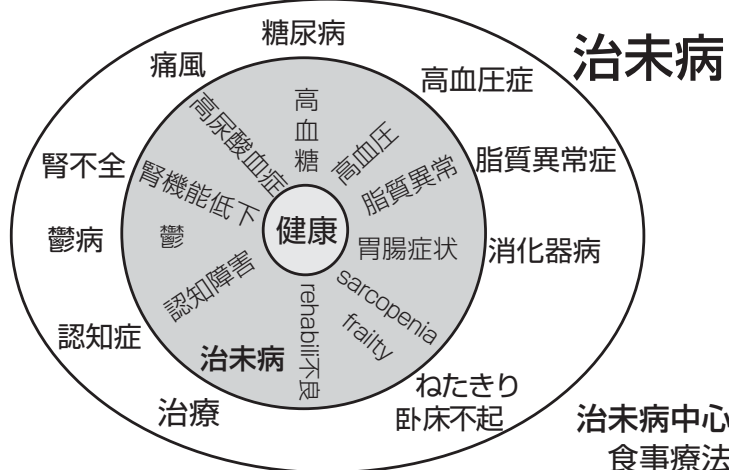 治未病
糖尿病
痛風
高血圧症
脂質異常症
腎不全
鬱病
消化器病
認知症
治療
ねたきり
卧床不起
高血糖
高尿酸血症
高血圧
脂質異常
腎機能低下
鬱
健康
胃腸症状
認知障害
sarcopenia
frailty
rehabili不良
治未病
治未病中心
食事療法